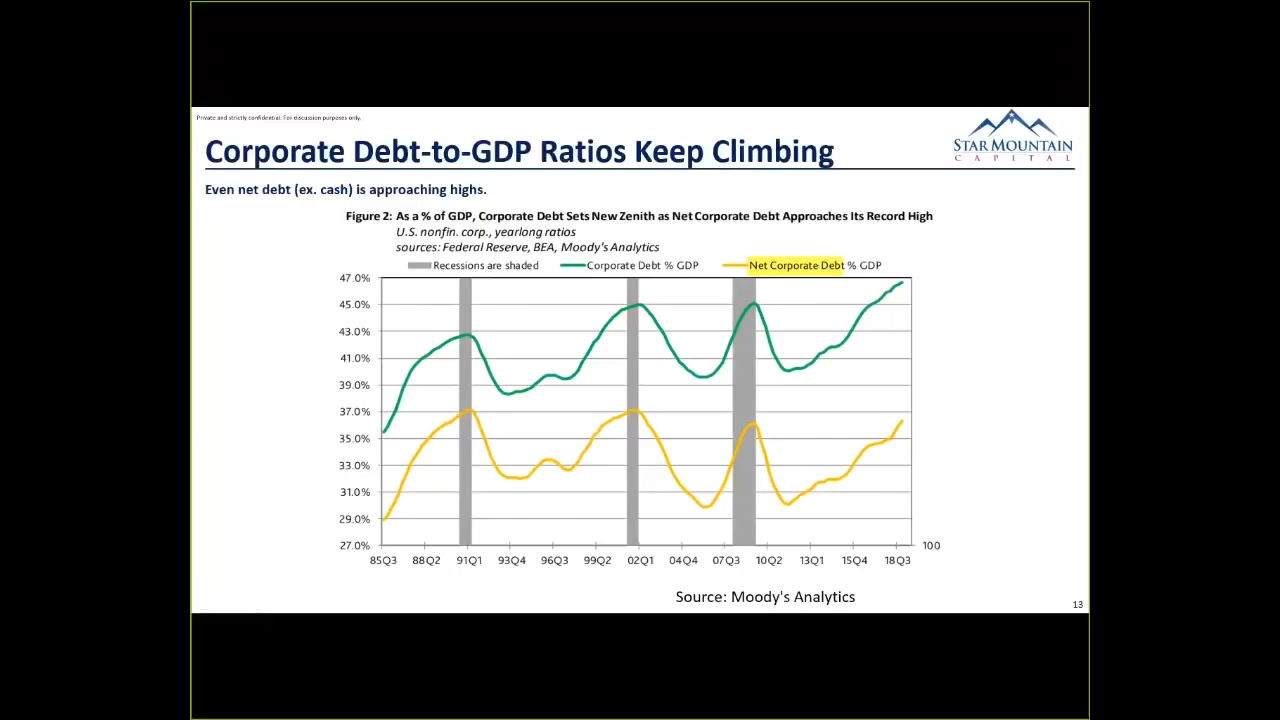 Private and strictly confidential. For discussion purposes only.
STAR MOUNTAIN
CAPITAL
Corporate Debt-to-GDP Ratios Keep Climbing
Even net debt (ex. cash) is approaching highs.
Figure 2: As a % of GDP, Corporate Debt Sets New Zenith as Net Corporate Debt Approaches Its Record High
U.S. nonfin. corp., yearlong ratios
sources: Federal Reserve, BEA, Moody's Analytics
Recessions are shaded Corporate Debt % GDP Net Corporate Debt % GDP
47.0%
45.0%
43.0%
41.0%
39.0%
37.0%
35.0%
33.0%
31.0%
29.0%
27.0% 100
85Q3 88Q2 91Q1 93Q4 96Q3 99Q2 02Q1 04Q4 07Q3 10Q2 13Q1 15Q4 18Q3
Source: Moody's Analytics
13